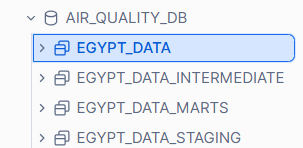 AIR_QUALITY_DB
EGYPT_DATA
EGYPT_DATA_INTERMEDIATE
EGYPT_DATA_MARTS
EGYPT_DATA_STAGING